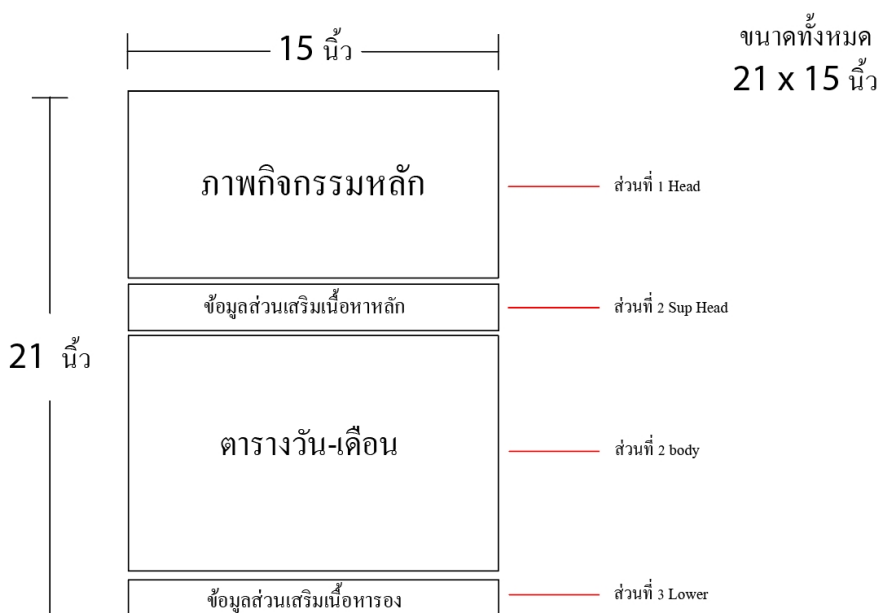 15 นิ้ว
ขนาดทั้งหมด
21 x 15 นิ้ว
ภาพกิจกรรมหลัก
ส่วนที่ 1 Head
ข้อมูลส่วนเสริมเนื้อหาหลัก
ส่วนที่ 2 Sup Head
21 นิ้ว
ตารางวัน-เดือน
ส่วนที่ 2 body
ข้อมูลส่วนเสริมเนื้อหารอง
ส่วนที่ 3 Lower